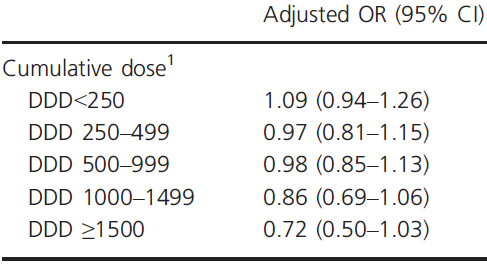 Adjusted OR (95% CI)
Cumulative dose¹
DDD<250 1.09 (0.94–1.26)
DDD 250–499 0.97 (0.81–1.15)
DDD 500–999 0.98 (0.85–1.13)
DDD 1000–1499 0.86 (0.69–1.06)
DDD ≥1500 0.72 (0.50–1.03)